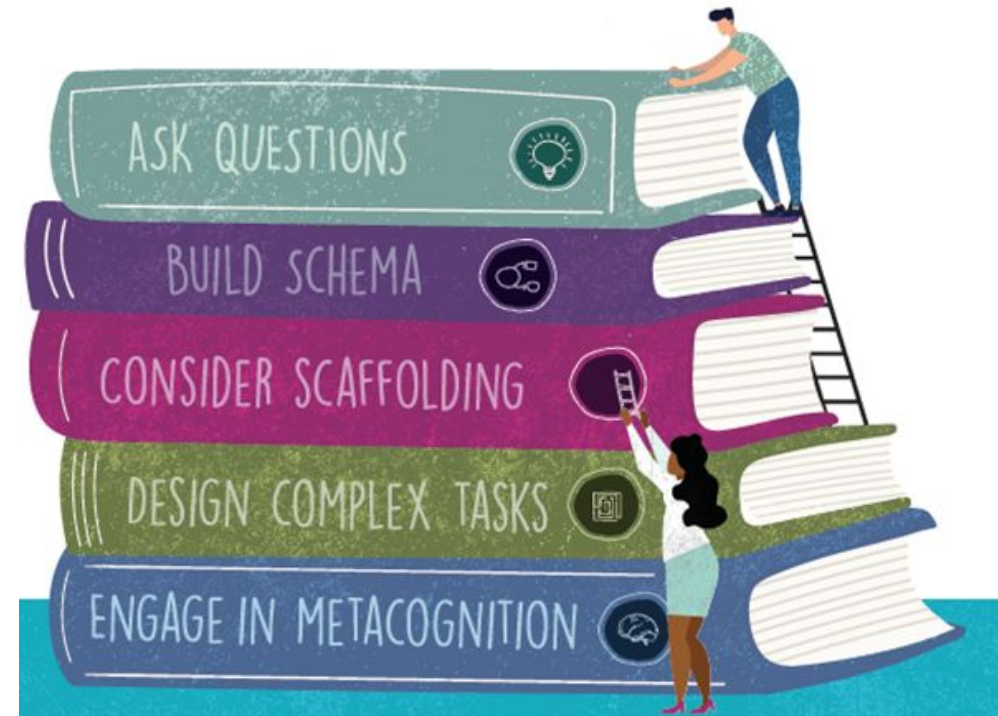 ASK QUESTIONS
BUILD SCHEMA
CONSIDER SCAFFOLDING
DESIGN COMPLEX TASKS
ENGAGE IN METACOGNITION